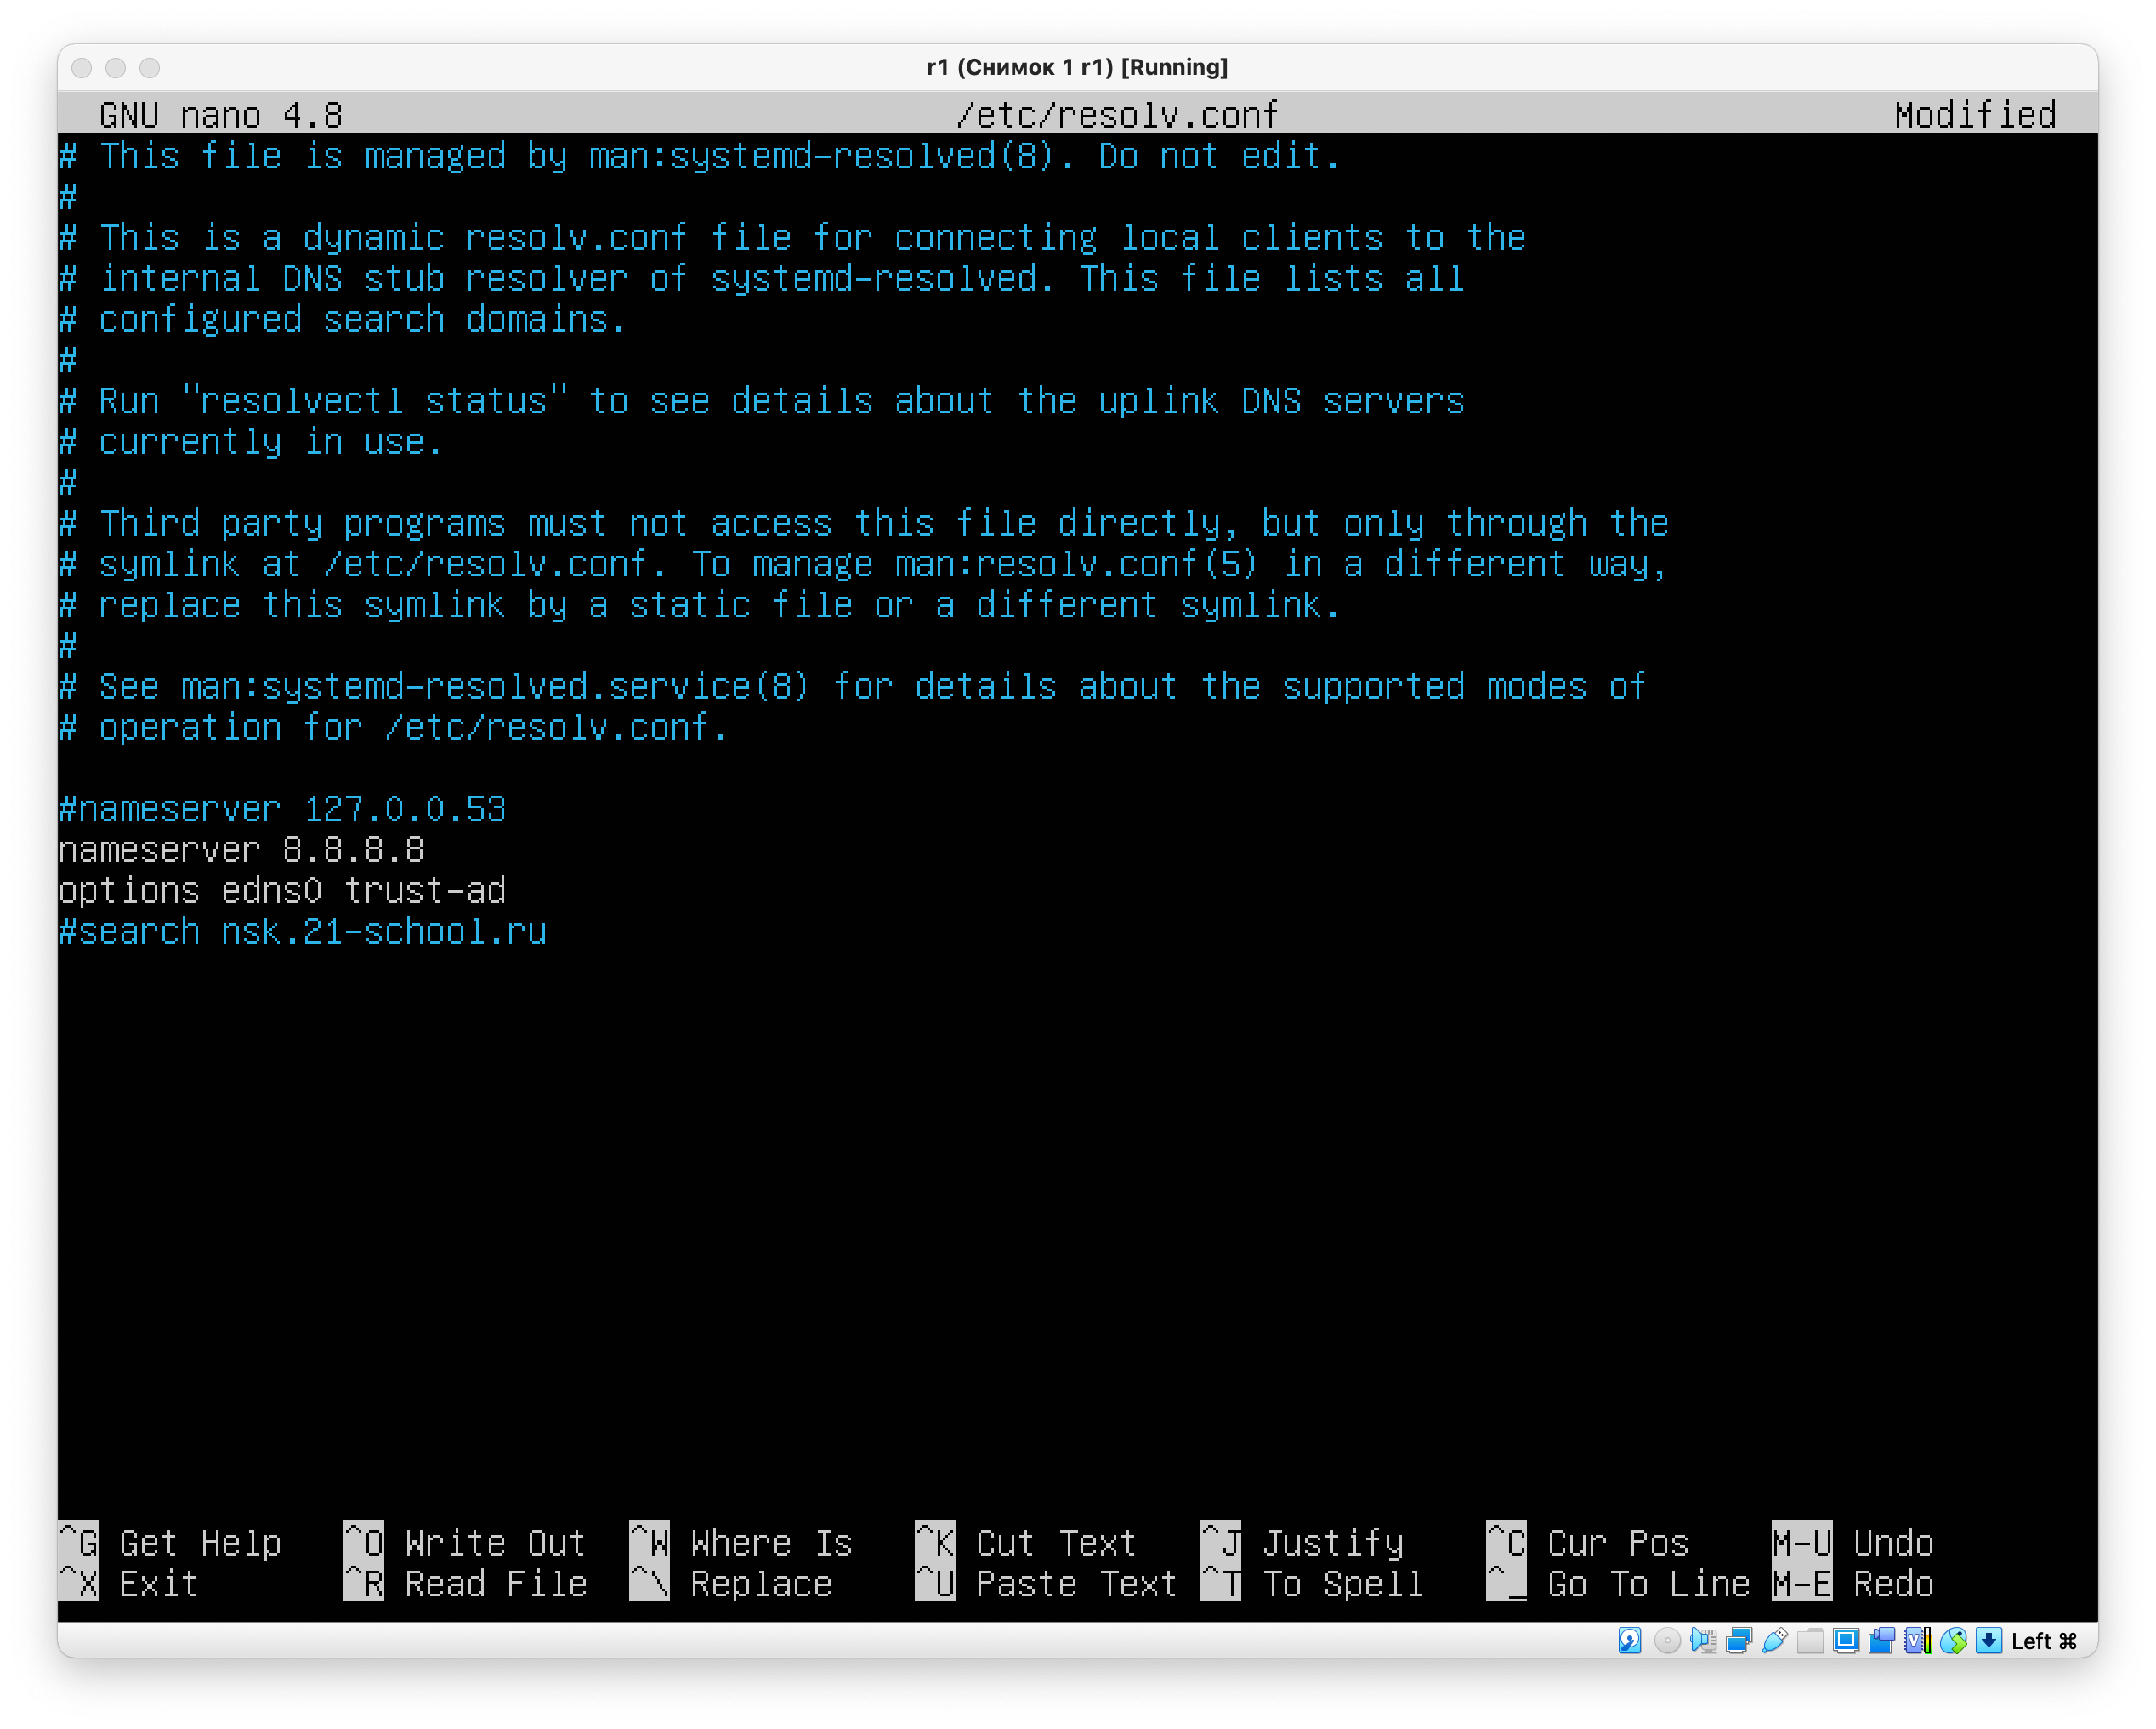 r1 (Снимок 1 r1) [Running]
GNU nano 4.8 /etc/resolv.conf Modified
# This file is managed by man:systemd-resolved(8). Do not edit.
#
# This is a dynamic resolv.conf file for connecting local clients to the
# internal DNS stub resolver of systemd-resolved. This file lists all
# configured search domains.
#
# Run "resolvectl status" to see details about the uplink DNS servers
# currently in use.
#
# Third party programs must not access this file directly, but only through the
# symlink at /etc/resolv.conf. To manage man:resolv.conf(5) in a different way,
# replace this symlink by a static file or a different symlink.
#
# See man:systemd-resolved.service(8) for details about the supported modes of
# operation for /etc/resolv.conf.
#nameserver 127.0.0.53
nameserver 8.8.8.8
options edns0 trust-ad
#search nsk.21-school.ru
^G Get Help ^O Write Out ^W Where Is ^K Cut Text ^J Justify ^C Cur Pos M-U Undo
^X Exit ^R Read File ^\ Replace ^U Paste Text ^T To Spell ^_ Go To Line M-E Redo
Left ⌘